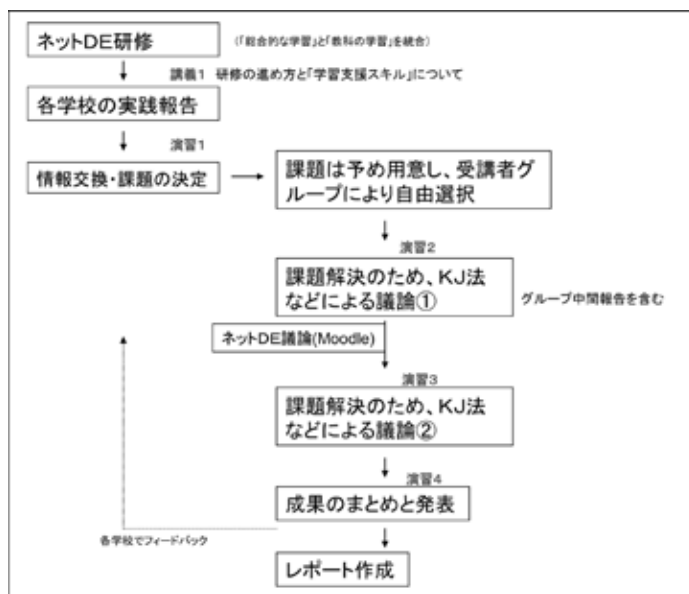 ネットDE研修
(「総合的な学習」と「教科の学習」を統合)
講義1 研修の進め方と「学習支援スキル」について
各学校の実践報告
演習1
情報交換・課題の決定
課題は予め用意し、受講者グ
ループにより自由選択
演習2
課題解決のため、KJ法
などによる議論①
グループ中間報告を含む
ネットDE議論(Moodle)
演習3
課題解決のため、KJ法
などによる議論②
演習4
成果のまとめと発表
各学校でフィードバック
レポート作成